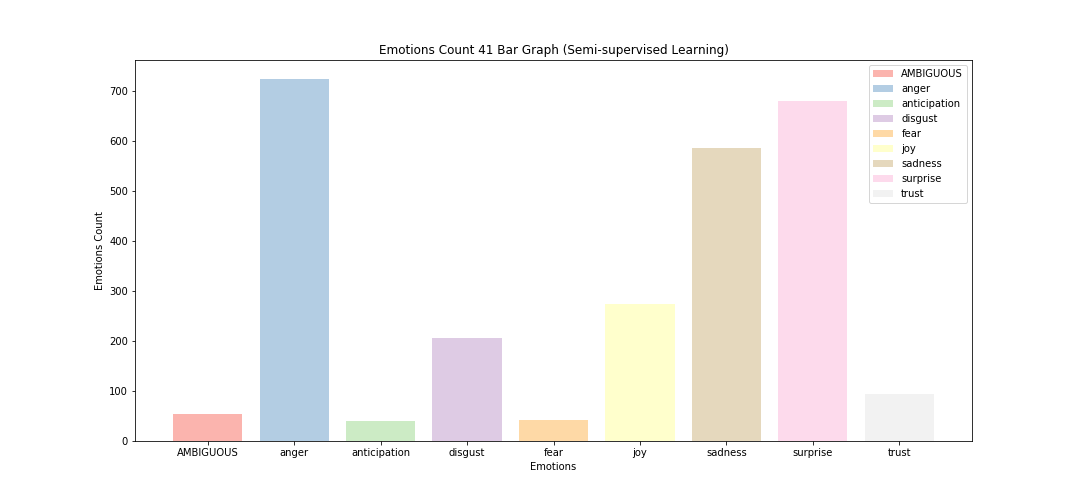 Emotions Count 41 Bar Graph (Semi-supervised Learning)
AMBIGUOUS
anger
anticipation
disgust
fear
joy
sadness
surprise
trust
Emotions Count
700
600
500
400
300
200
100
0
AMBIGUOUS anger anticipation disgust fear joy sadness surprise trust
Emotions